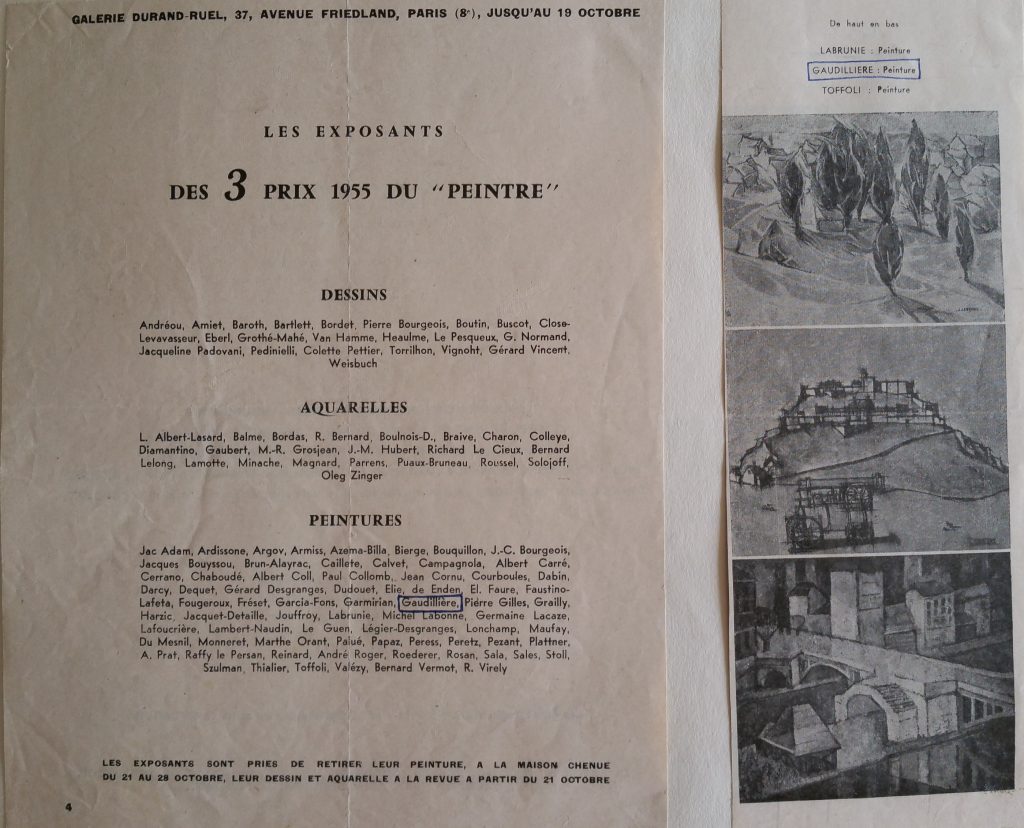 GALERIE DURAND-RUEL, 37, AVENUE FRIEDLAND, PARIS (8e), JUSQU'AU 19 OCTOBRE
LES EXPOSANTS
DES 3 PRIX 1955 DU "PEINTRE"
DESSINS
Andréou, Amiet, Baroth, Bartlett, Bordet, Pierre Bourgeois, Boutin, Buscot, Close-
Levavasseur, Eberl, Grothé-Mahé, Van Hamme, Heaulme, Le Pesqueux, G. Normand,
Jacqueline Padovani, Pedinielli, Colette Pettier, Torrilhon, Vignoht, Gérard Vincent,
Weisbuch
AQUARELLES
L. Albert-Lasard, Balme, Bordas, R. Bernard, Boulnois-D., Braive, Charon, Colleye,
Diamantino, Gaubert, M.-R. Grosjean, J.-M. Hubert, Richard Le Cieux, Bernard
Lelong, Lamotte, Minache, Magnard, Parrens, Puaux-Bruneau, Roussel, Solojoff,
Oleg Zinger
PEINTURES
Jac Adam, Ardissone, Argov, Armiss, Azema-Billa, Bierge, Bouquillon, J.-C. Bourgeois,
Jacques Bouyssou, Brun-Alayrac, Caillete, Calvet, Campagnola, Albert Carré,
Cerrano, Chaboudé, Albert Coll, Paul Collomb, Jean Cornu, Courboules, Dabin,
Darcy, Dequet, Gérard Desgranges, Dudouet, Elie, de Enden, El. Faure, Faustino-
Lafeta, Fougeroux, Fréset, Garcia-Fons, Garmirian, Gaudillière, Piérre Gilles, Grailly,
Harzic, Jacquet-Detaille, Jouffroy, Labrunie, Michel Labonne, Germaine Lacaze,
Lafoucrière, Lambert-Naudin, Le Guen, Légier-Desgranges, Lonchamp, Maufay,
Du Mesnil, Monneret, Marthe Orant, Palué, Papaz, Peress, Peretz, Pezant, Plattner,
A. Prat, Raffy le Persan, Reinard, André Roger, Roederer, Rosan, Sala, Sales, Stoll,
Szulman, Thialier, Toffoli, Valézy, Bernard Vermot, R. Virely
LES EXPOSANTS SONT PRIES DE RETIRER LEUR PEINTURE, A LA MAISON CHENUE
DU 21 AU 28 OCTOBRE, LEUR DESSIN ET AQUARELLE A LA REVUE A PARTIR DU 21 OCTOBRE
4
De haut en bas
LABRUNIE : Peinture
GAUDILLIERE : Peinture
TOFFOLI : Peinture